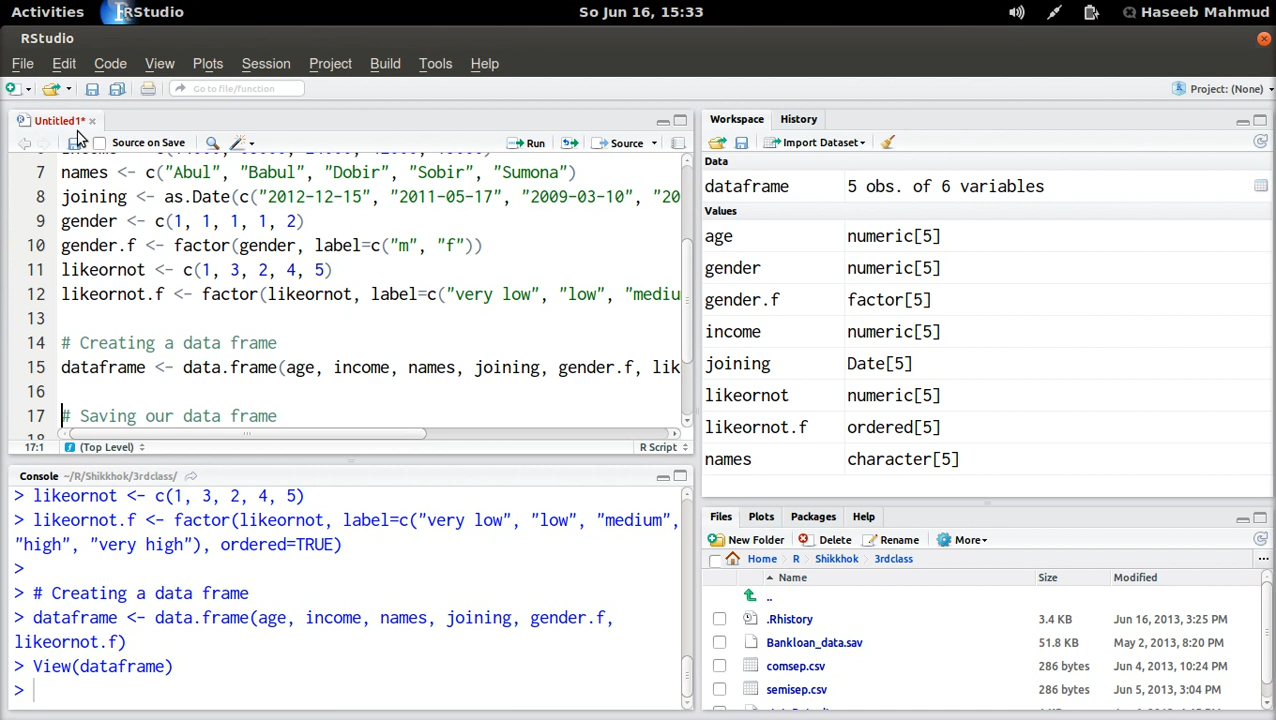 Activities RStudio So Jun 16, 15:33 Haseeb Mahmud
RStudio
File Edit Code View Plots Session Project Build Tools Help
Go to file/function Project: (None)
Untitled1*
Source on Save Run Source
7 names <- c("Abul", "Babul", "Dobir", "Sobir", "Sumona")
8 joining <- as.Date(c("2012-12-15", "2011-05-17", "2009-03-10", "20
9 gender <- c(1, 1, 1, 1, 2)
10 gender.f <- factor(gender, label=c("m", "f"))
11 likeornot <- c(1, 3, 2, 4, 5)
12 likeornot.f <- factor(likeornot, label=c("very low", "low", "mediu
13
14 # Creating a data frame
15 dataframe <- data.frame(age, income, names, joining, gender.f, lik
16
17 # Saving our data frame
17:1 (Top Level) R Script
Console ~/R/Shikkhok/3rdclass/
> likeornot <- c(1, 3, 2, 4, 5)
> likeornot.f <- factor(likeornot, label=c("very low", "low", "medium",
"high", "very high"), ordered=TRUE)
>
> # Creating a data frame
> dataframe <- data.frame(age, income, names, joining, gender.f,
likeornot.f)
> View(dataframe)
>
Workspace History
Import Dataset
Data
dataframe 5 obs. of 6 variables
Values
age numeric[5]
gender numeric[5]
gender.f factor[5]
income numeric[5]
joining Date[5]
likeornot numeric[5]
likeornot.f ordered[5]
names character[5]
Files Plots Packages Help
New Folder Delete Rename More
Home R Shikkhok 3rdclass
Name Size Modified
..
.Rhistory 3.4 KB Jun 16, 2013, 3:25 PM
Bankloan_data.sav 51.8 KB May 2, 2013, 8:20 PM
comsep.csv 286 bytes Jun 4, 2013, 10:24 PM
semisep.csv 286 bytes Jun 5, 2013, 3:04 PM